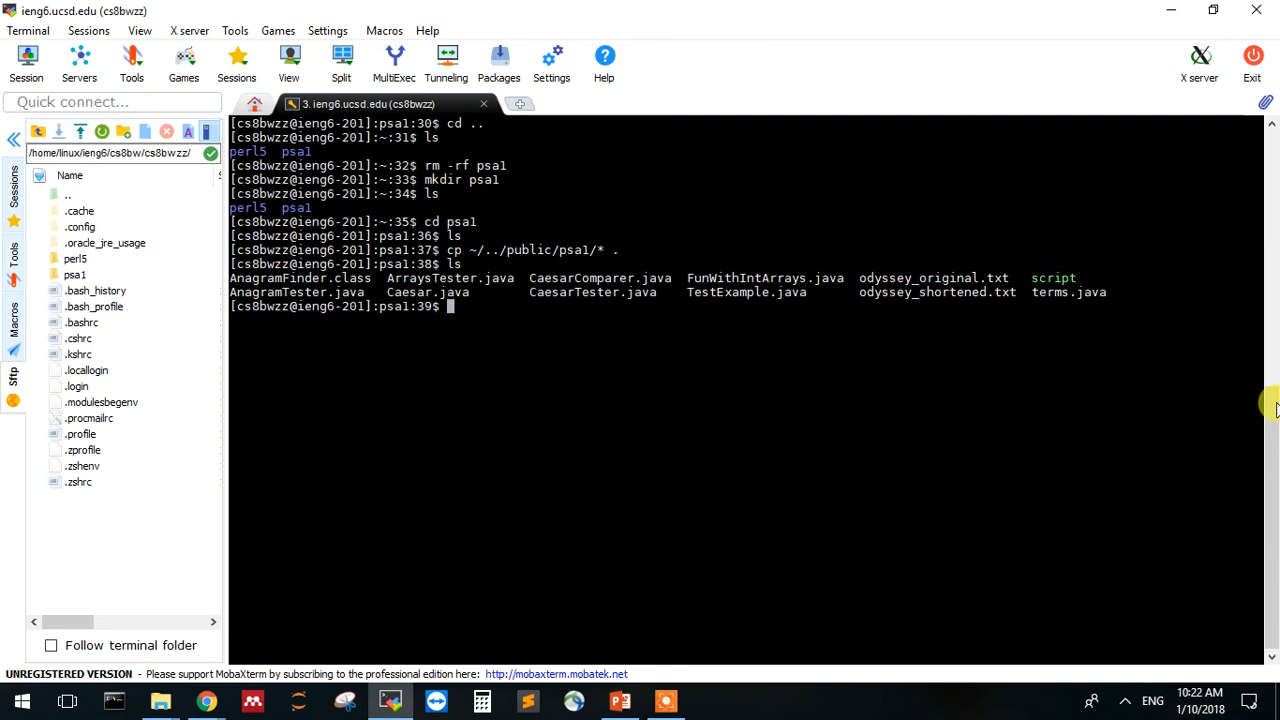 ieng6.ucsd.edu (cs8bwzz)
Terminal Sessions View X server Tools Games Settings Macros Help
Session Servers Tools Games Sessions View Split MultiExec Tunneling Packages Settings Help X server Exit
Quick connect...
3. ieng6.ucsd.edu (cs8bwzz)
/home/linux/ieng6/cs8bw/cs8bwzz/
Name
..
.cache
.config
.oracle_jre_usage
perl5
psa1
.bash_history
.bash_profile
.bashrc
.cshrc
.kshrc
.locallogin
.login
.modulesbegenv
.procmailrc
.profile
.zprofile
.zshenv
.zshrc
Follow terminal folder
Sessions
Tools
Macros
Sftp
[cs8bwzz@ieng6-201]:psa1:30$ cd ..
[cs8bwzz@ieng6-201]:~:31$ ls
perl5 psa1
[cs8bwzz@ieng6-201]:~:32$ rm -rf psa1
[cs8bwzz@ieng6-201]:~:33$ mkdir psa1
[cs8bwzz@ieng6-201]:~:34$ ls
perl5 psa1
[cs8bwzz@ieng6-201]:~:35$ cd psa1
[cs8bwzz@ieng6-201]:psa1:36$ ls
[cs8bwzz@ieng6-201]:psa1:37$ cp ~/../public/psa1/* .
[cs8bwzz@ieng6-201]:psa1:38$ ls
AnagramFinder.class ArraysTester.java CaesarComparer.java FunWithIntArrays.java odyssey_original.txt script
AnagramTester.java Caesar.java CaesarTester.java TestExample.java odyssey_shortened.txt terms.java
[cs8bwzz@ieng6-201]:psa1:39$
UNREGISTERED VERSION - Please support MobaXterm by subscribing to the professional edition here: http://mobaxterm.mobatek.net
ENG
10:22 AM
1/10/2018